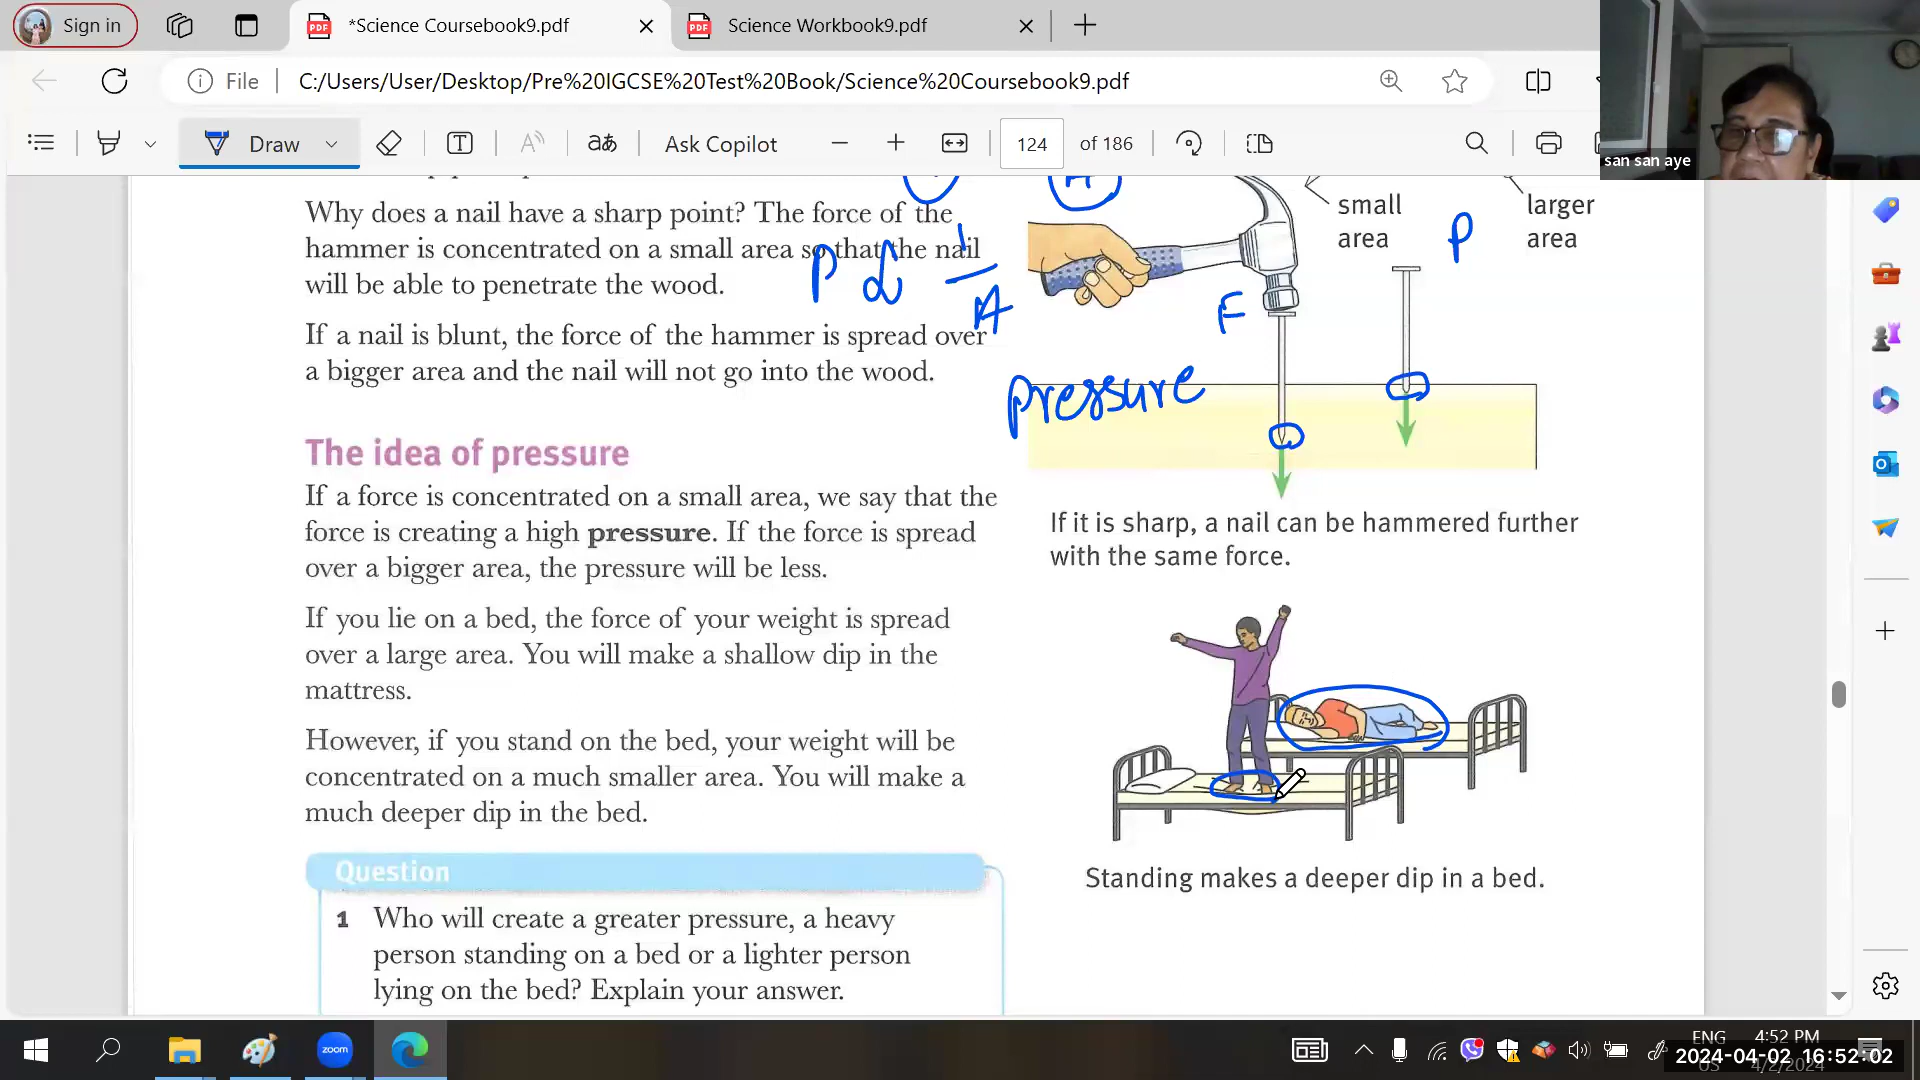 Sign in
*Science Coursebook9.pdf
Science Workbook9.pdf
File
C:/Users/User/Desktop/Pre%20IGCSE%20Test%20Book/Science%20Coursebook9.pdf
Draw
T
aあ
Ask Copilot
124 of 186
san san aye
Why does a nail have a sharp point? The force of the
hammer is concentrated on a small area so that the nail
will be able to penetrate the wood.
If a nail is blunt, the force of the hammer is spread over
a bigger area and the nail will not go into the wood.
P α 1/A
small
area
P
larger
area
F
pressure
The idea of pressure
If a force is concentrated on a small area, we say that the
force is creating a high pressure. If the force is spread
over a bigger area, the pressure will be less.
If you lie on a bed, the force of your weight is spread
over a large area. You will make a shallow dip in the
mattress.
However, if you stand on the bed, your weight will be
concentrated on a much smaller area. You will make a
much deeper dip in the bed.
If it is sharp, a nail can be hammered further
with the same force.
Standing makes a deeper dip in a bed.
Question
1 Who will create a greater pressure, a heavy
person standing on a bed or a lighter person
lying on the bed? Explain your answer.
zoom
ENG
4:52 PM
2024-04-02 16:52:02